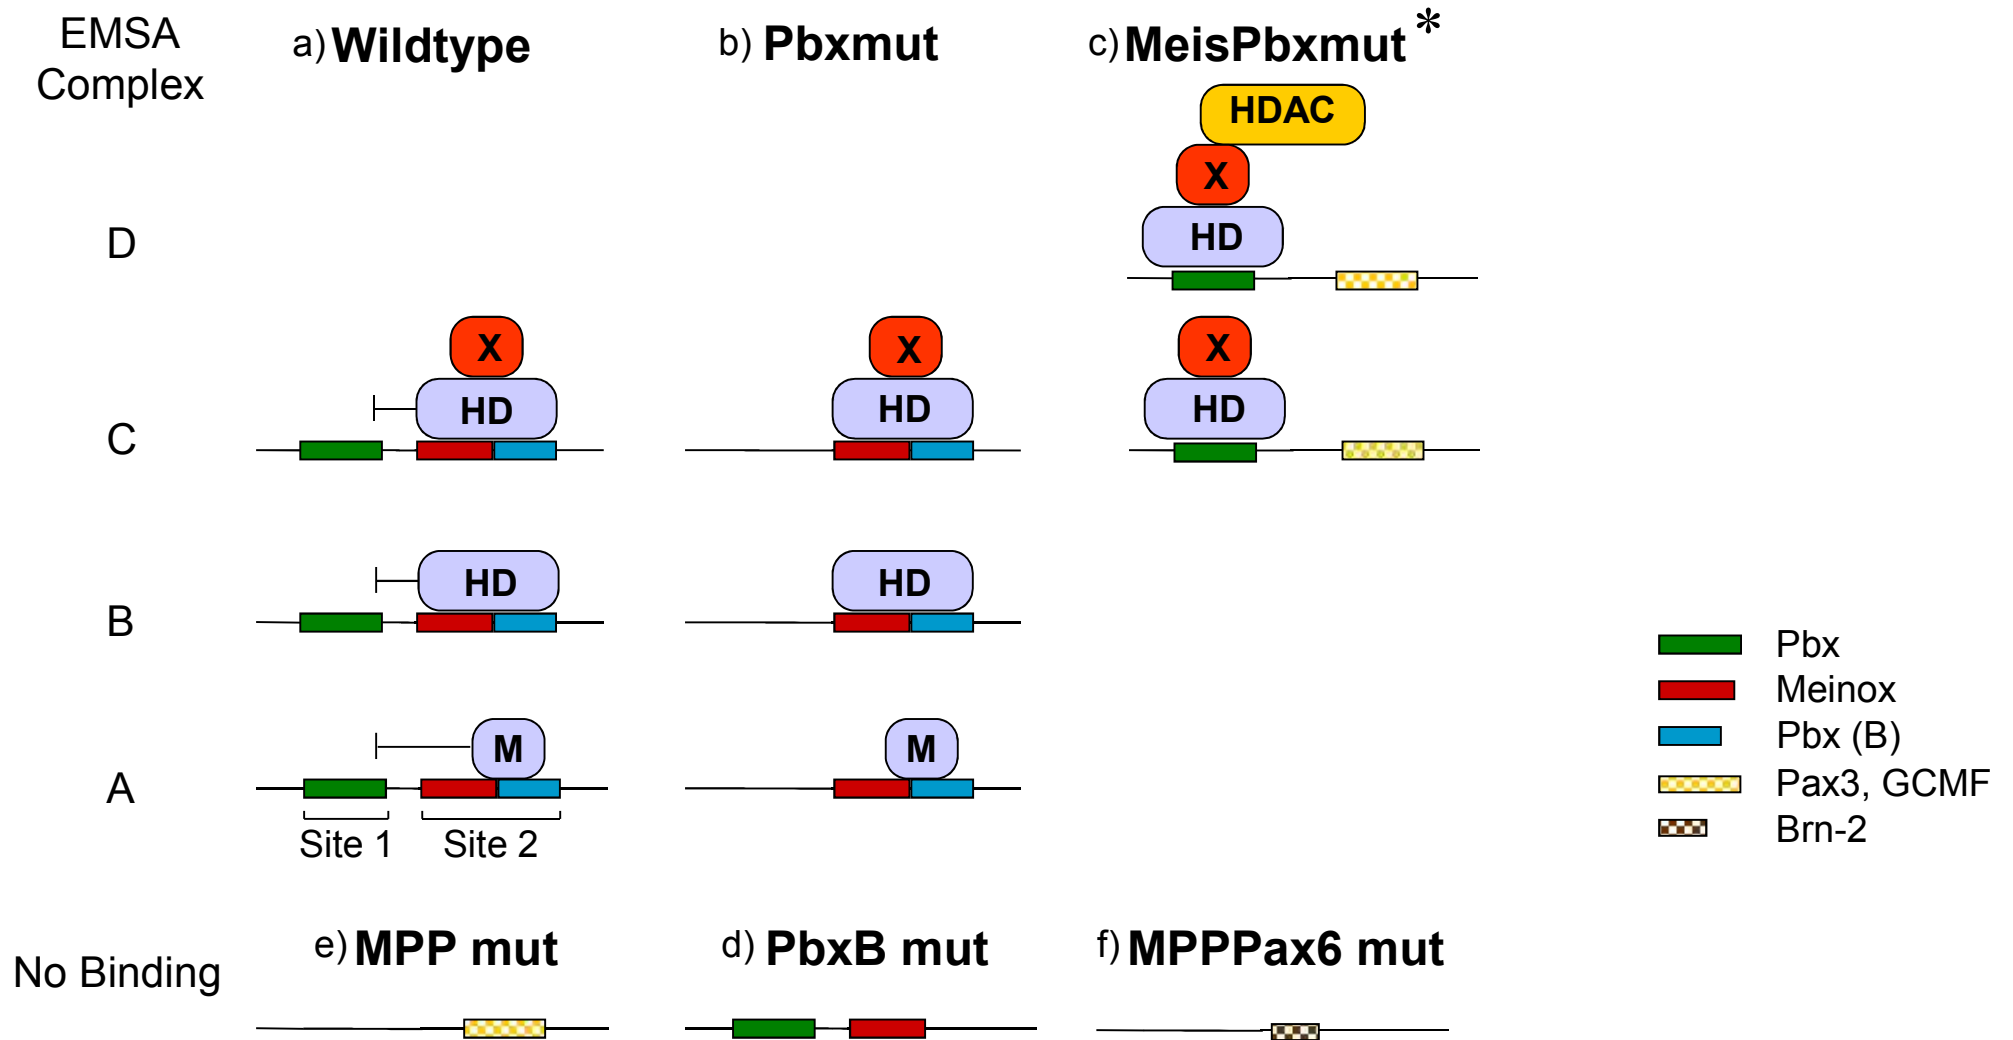 EMSA
Complex
a) Wildtype
b) Pbxmut
c) MeisPbxmut *
HDAC
X
D
HD
X
X
X
C
HD
HD
HD
B
HD
HD
Pbx
Meinox
A
M
M
Pbx (B)
Pax3, GCMF
Site 1
Site 2
Brn-2
No Binding
e) MPP mut
d) PbxB mut
f) MPPPax6 mut